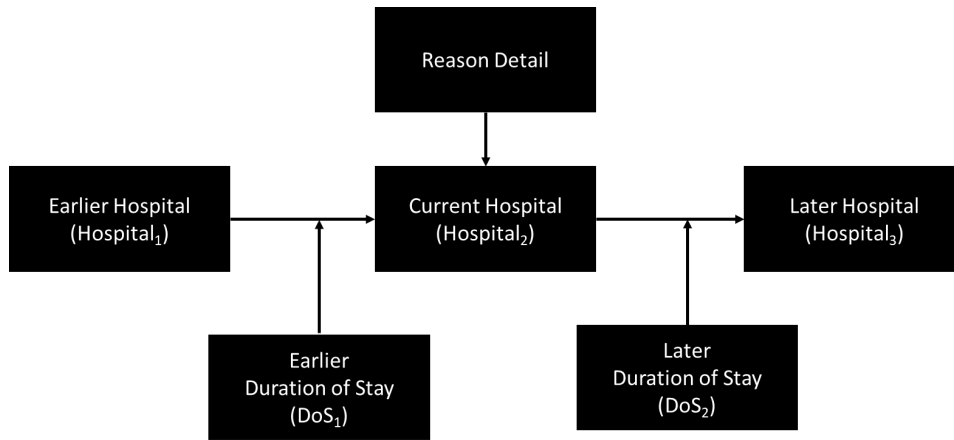 Reason Detail
Earlier Hospital
(Hospital₁)
Current Hospital
(Hospital₂)
Later Hospital
(Hospital₃)
Earlier
Duration of Stay
(DoS₁)
Later
Duration of Stay
(DoS₂)